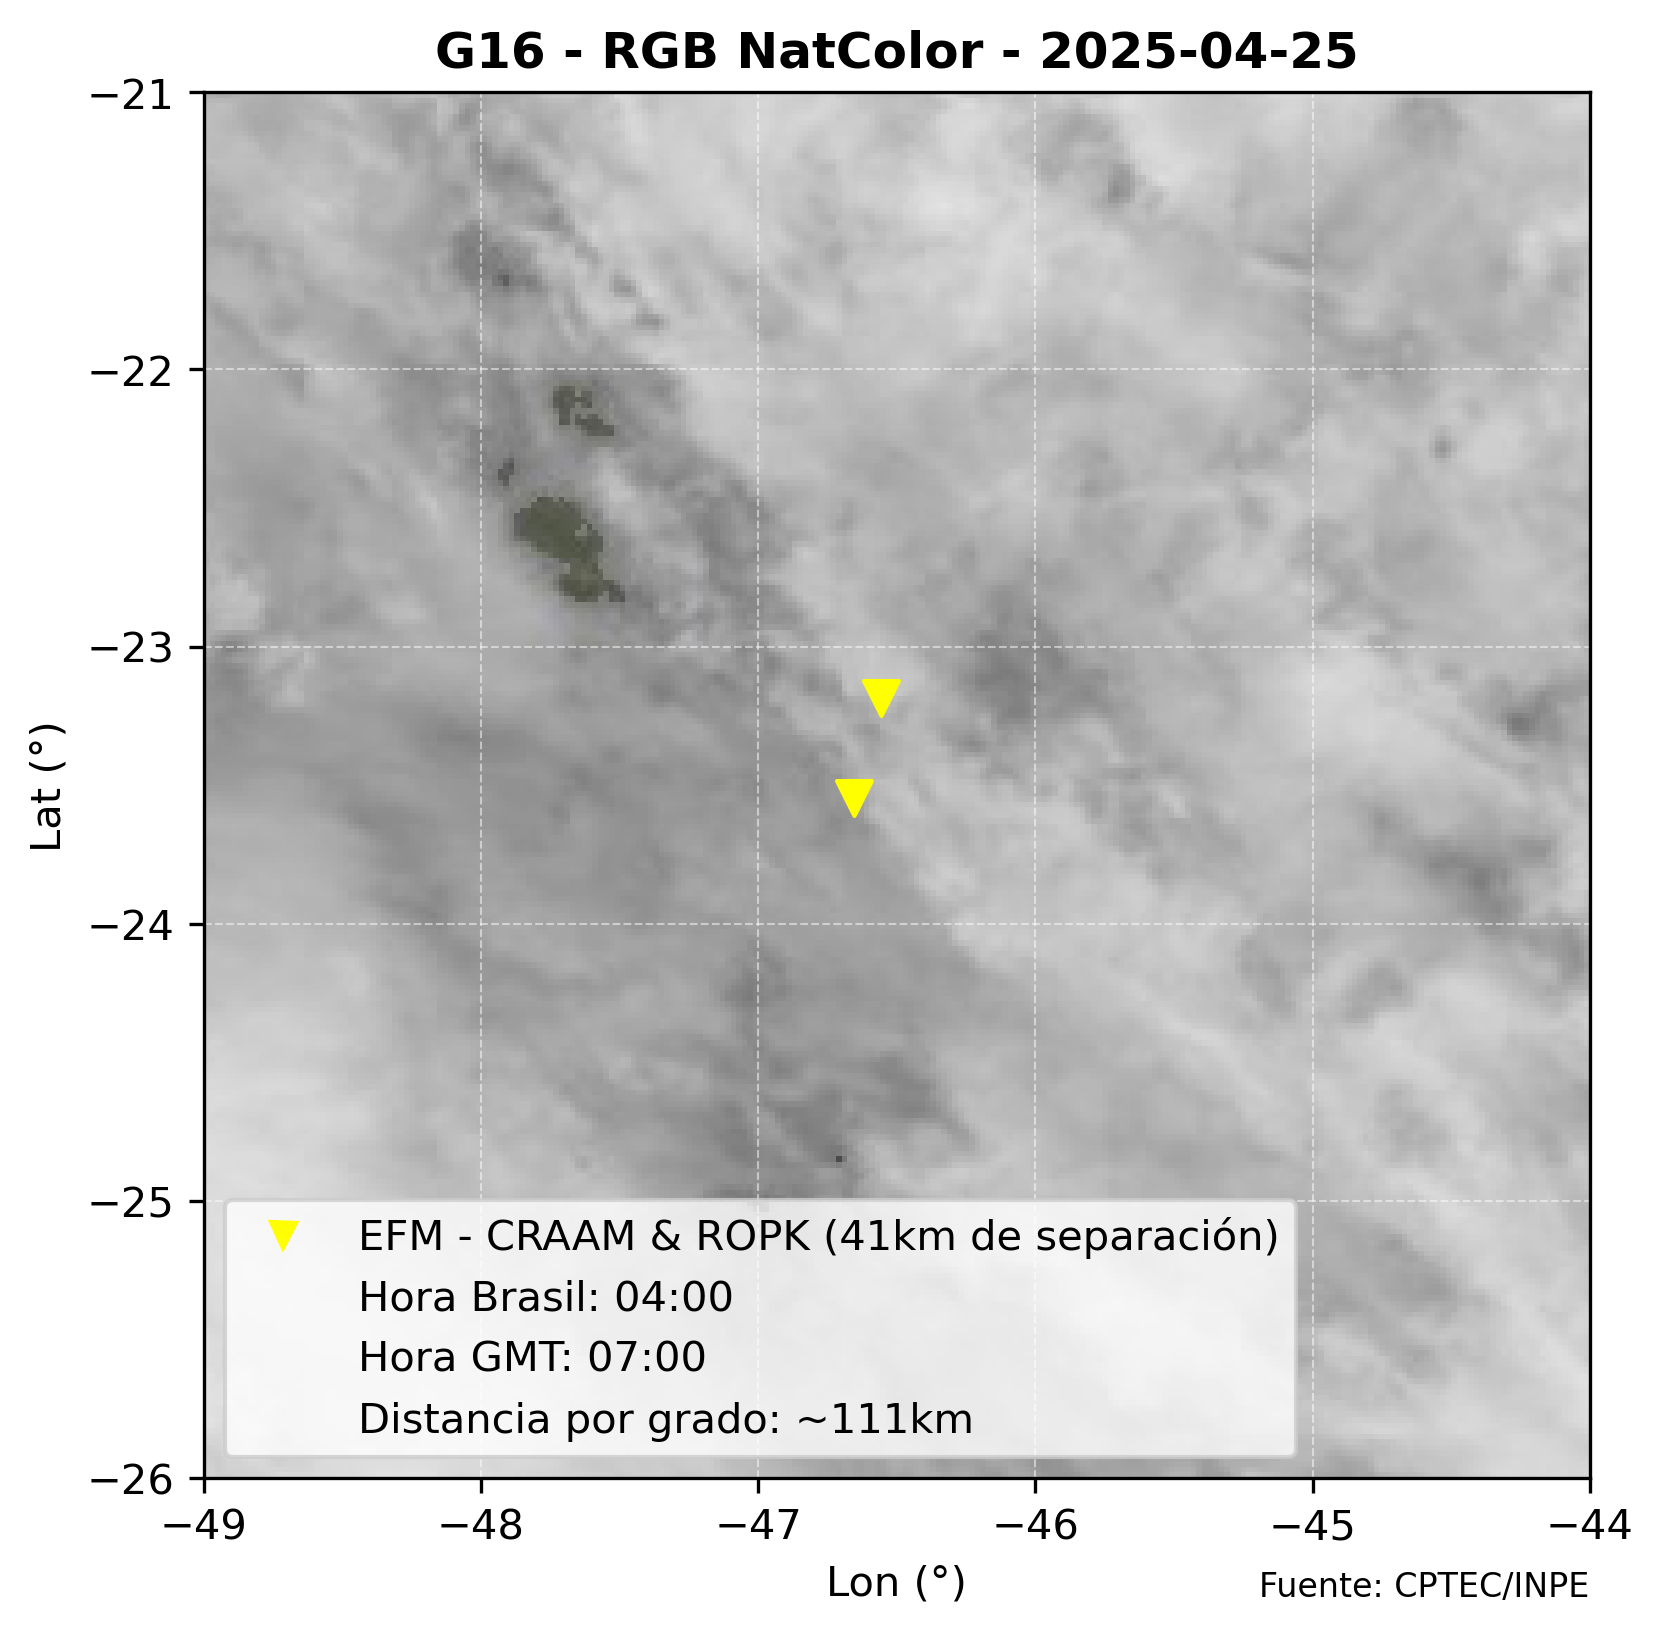 G16 - RGB NatColor - 2025-04-25
−21
−22
−23
−24
−25
−26
Lat (°)
EFM - CRAAM & ROPK (41km de separación)
Hora Brasil: 04:00
Hora GMT: 07:00
Distancia por grado: ~111km
−49 −48 −47 −46 −45 −44
Lon (°)
Fuente: CPTEC/INPE